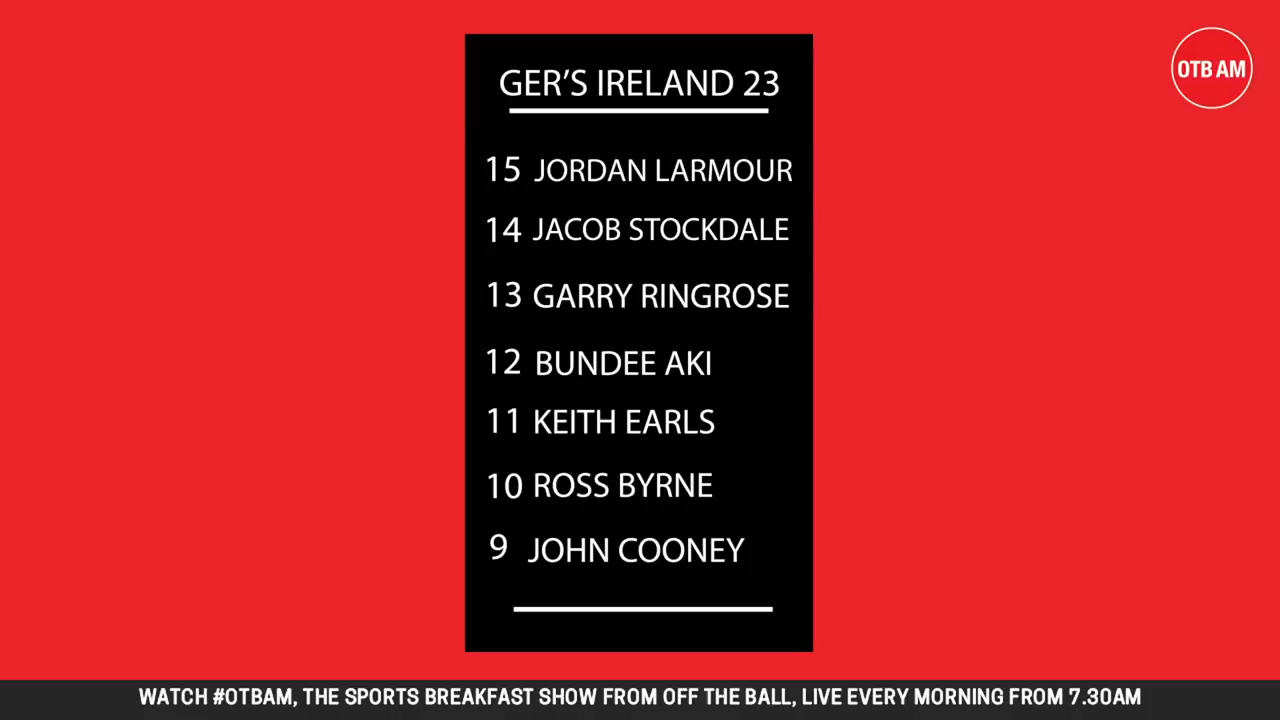 GER'S IRELAND 23
OTB AM
15 JORDAN LARMOUR
14 JACOB STOCKDALE
13 GARRY RINGROSE
12 BUNDEE AKI
11 KEITH EARLS
10 ROSS BYRNE
9 JOHN COONEY
WATCH #OTBAM, THE SPORTS BREAKFAST SHOW FROM OFF THE BALL, LIVE EVERY MORNING FROM 7.30AM